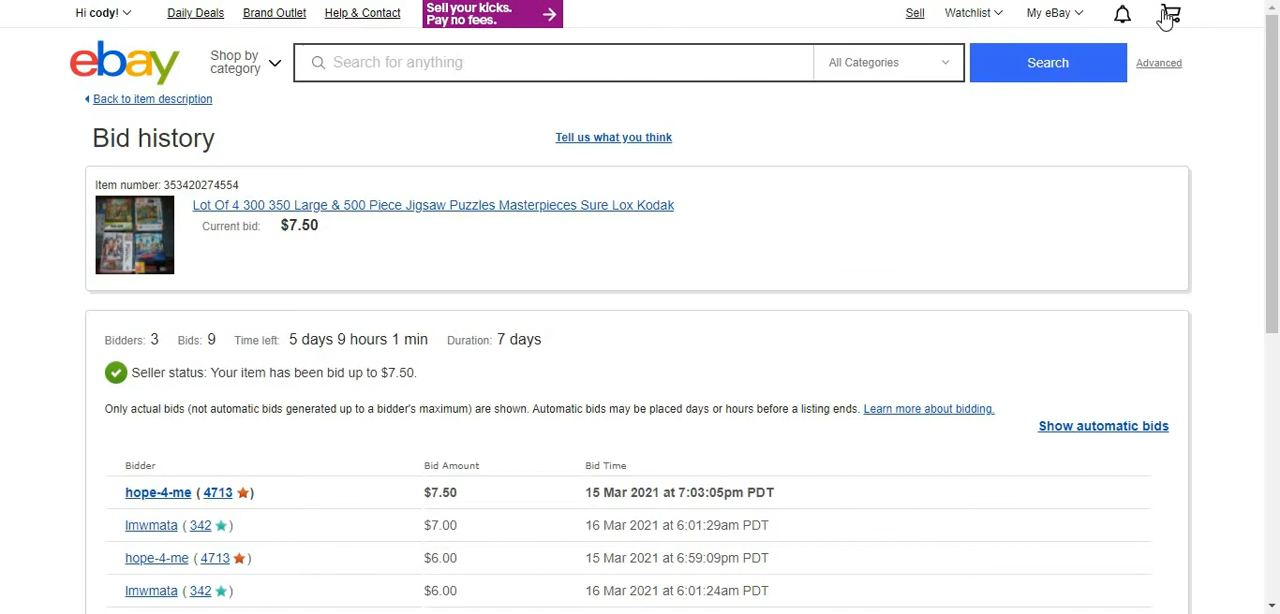 Hi cody! Daily Deals Brand Outlet Help & Contact Sell your kicks. Pay no fees. Sell Watchlist My eBay
ebay Shop by category Search for anything All Categories Search Advanced
Back to item description
Bid history Tell us what you think
Item number: 353420274554
Lot Of 4 300 350 Large & 500 Piece Jigsaw Puzzles Masterpieces Sure Lox Kodak
Current bid: $7.50
Bidders: 3 Bids: 9 Time left: 5 days 9 hours 1 min Duration: 7 days
Seller status: Your item has been bid up to $7.50.
Only actual bids (not automatic bids generated up to a bidder's maximum) are shown. Automatic bids may be placed days or hours before a listing ends. Learn more about bidding.
Show automatic bids
Bidder Bid Amount Bid Time
hope-4-me ( 4713 ) $7.50 15 Mar 2021 at 7:03:05pm PDT
lmwmata ( 342 ) $7.00 16 Mar 2021 at 6:01:29am PDT
hope-4-me ( 4713 ) $6.00 15 Mar 2021 at 6:59:09pm PDT
lmwmata ( 342 ) $6.00 16 Mar 2021 at 6:01:24am PDT